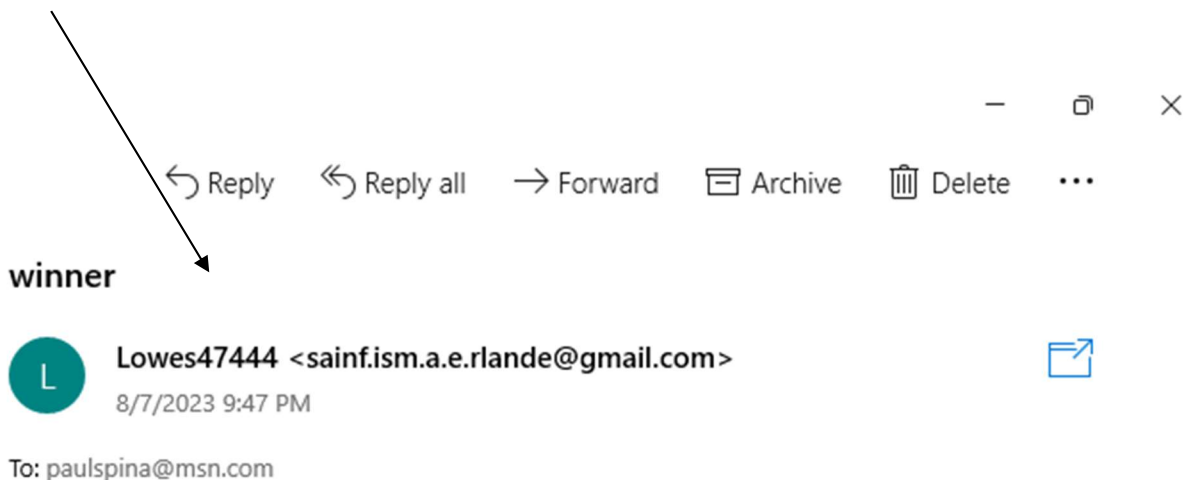 Reply Reply all Forward Archive Delete ...
winner
L
Lowes47444 <sainf.ism.a.e.rlande@gmail.com>
8/7/2023 9:47 PM
To: paulspina@msn.com